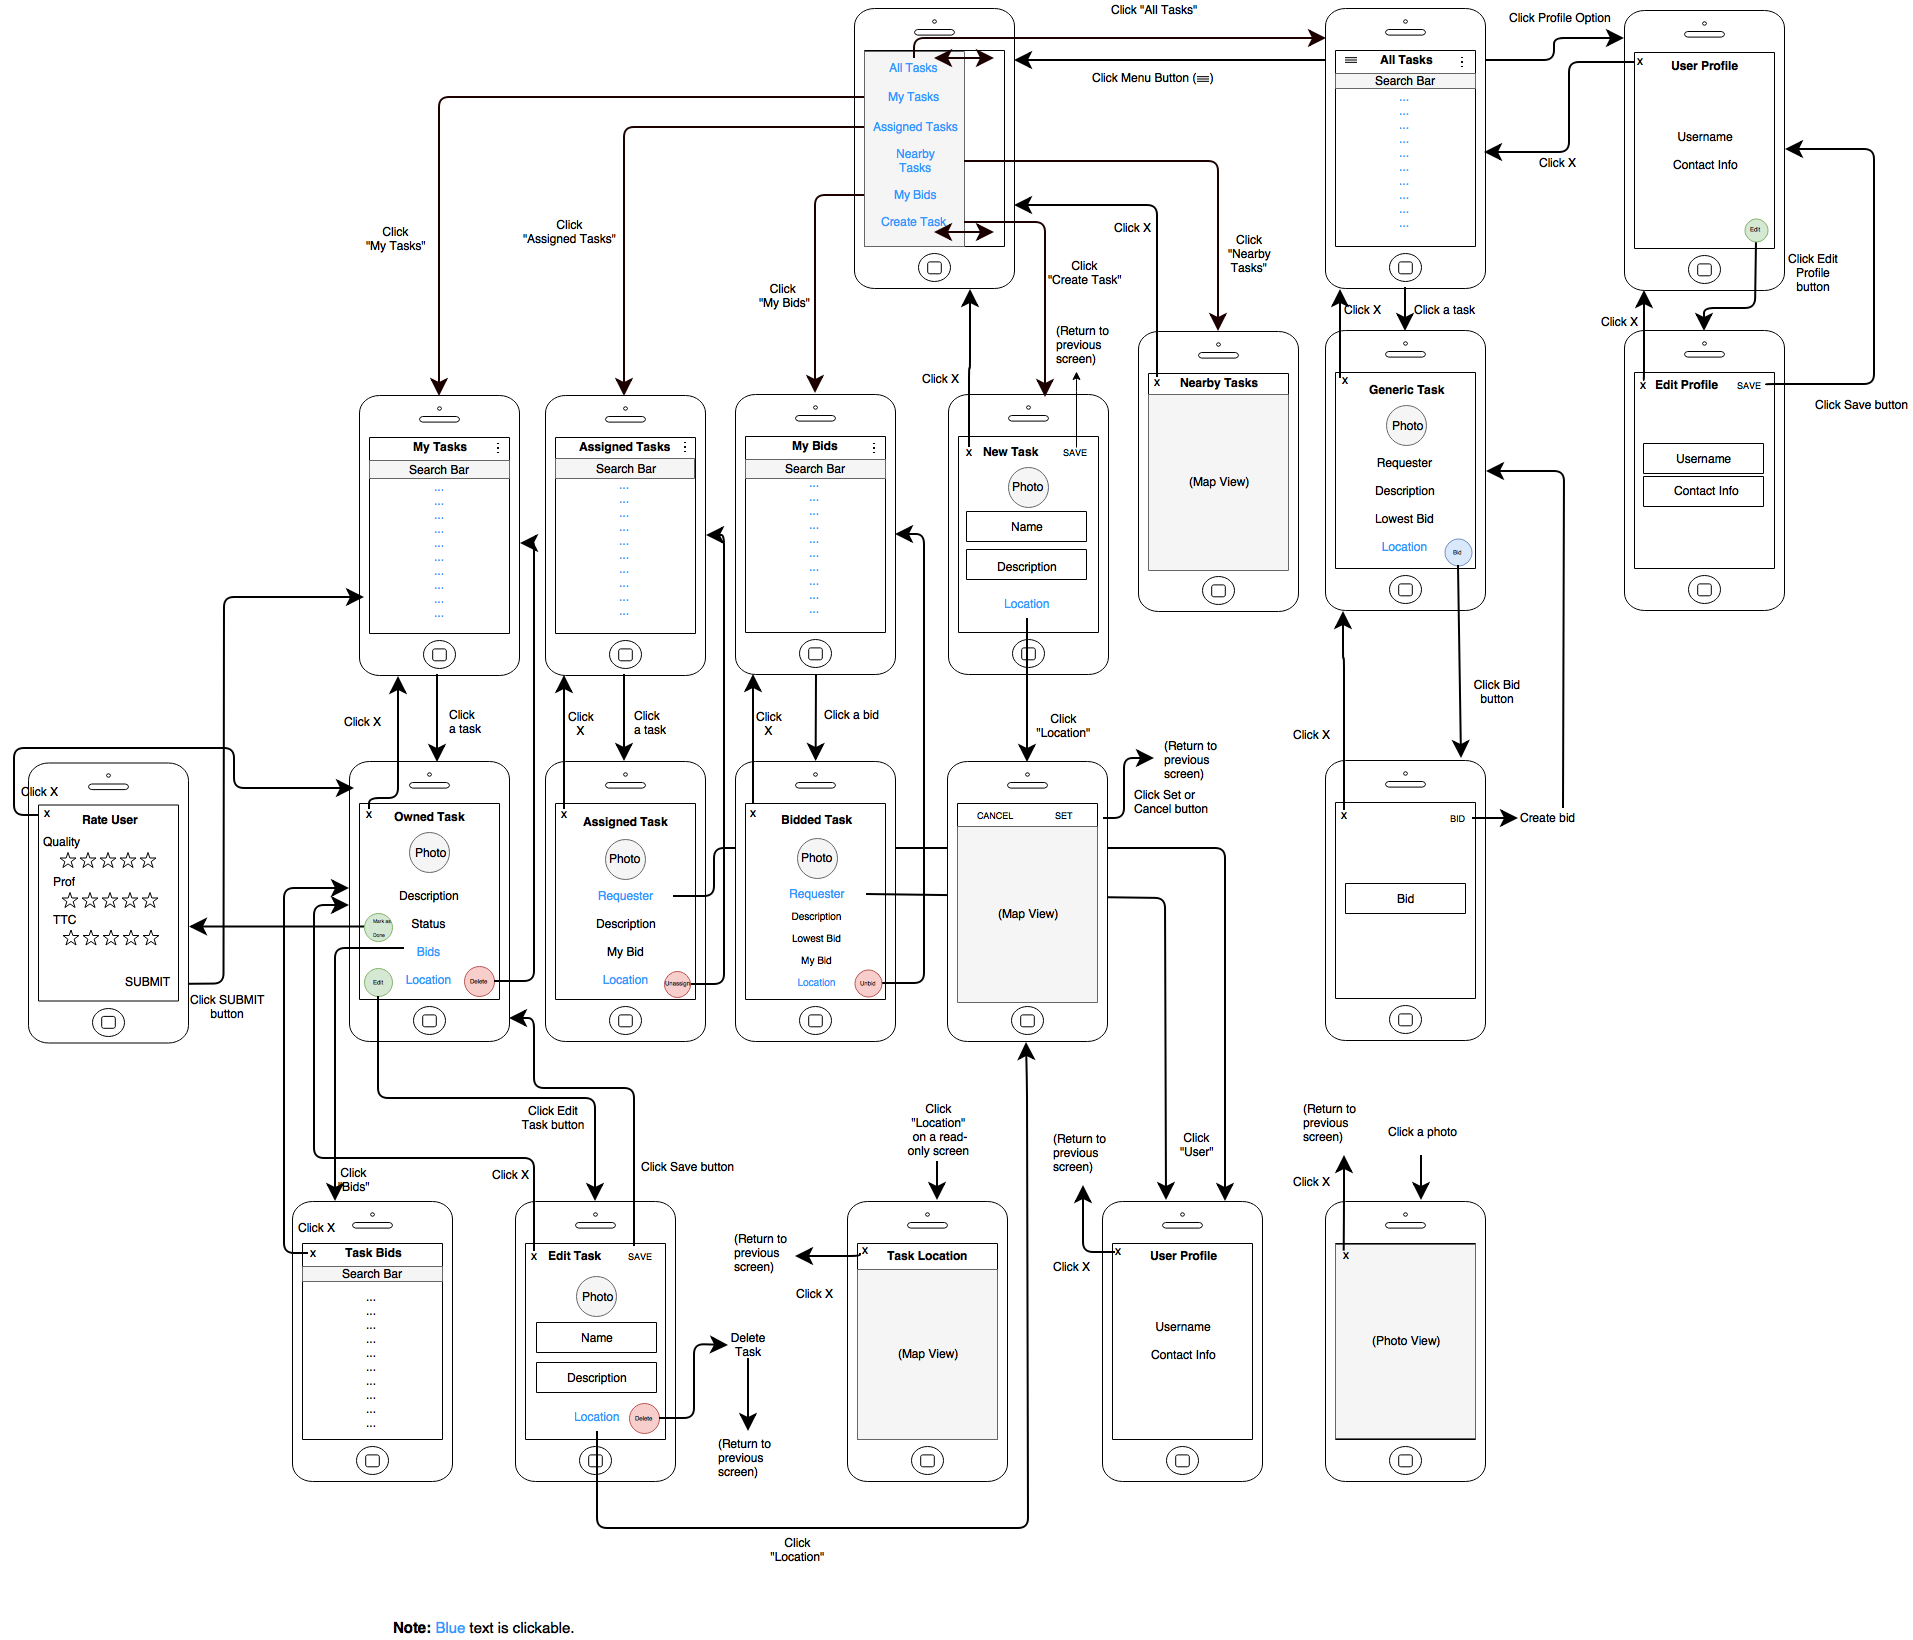 Click "All Tasks"
Click Profile Option
All Tasks
My Tasks
Assigned Tasks
Nearby
Tasks
My Bids
Create Task
Click Menu Button (≡)
All Tasks
Search Bar
...
...
...
...
...
...
...
...
...
...
x
User Profile
Username
Contact Info
Edit
Click X
Click
"My Tasks"
Click
"Assigned Tasks"
Click
"My Bids"
Click X
Click
"Create Task"
Click
"Nearby
Tasks"
Click Edit
Profile
button
(Return to
previous
screen)
Click X
Click X
Click a task
Click X
My Tasks
Search Bar
...
...
...
...
...
...
...
...
...
...
Assigned Tasks
Search Bar
...
...
...
...
...
...
...
...
...
...
My Bids
Search Bar
...
...
...
...
...
...
...
...
...
...
x
New Task
SAVE
Photo
Name
Description
Location
x
Nearby Tasks
(Map View)
x
Generic Task
Photo
Requester
Description
Lowest Bid
Location
Bid
x
Edit Profile
SAVE
Username
Contact Info
Click Save button
Click X
Click
a task
Click
X
Click
a task
Click
X
Click a bid
Click
"Location"
(Return to
previous
screen)
Click Set or
Cancel button
Click X
Click Bid
button
Click X
x
Rate User
Quality
Prof
TTC
SUBMIT
Click SUBMIT
button
x
Owned Task
Photo
Description
Mark as
Done
Status
Bids
Edit
Location
Delete
x
Assigned Task
Photo
Requester
Description
My Bid
Location
Unassign
x
Bidded Task
Photo
Requester
Description
Lowest Bid
My Bid
Location
Unbid
CANCEL
SET
(Map View)
x
BID
Create bid
Bid
Click Edit
Task button
Click
"Bids"
Click X
Click Save button
Click
"Location"
on a read-
only screen
(Return to
previous
screen)
Click
"User"
(Return to
previous
screen)
Click a photo
Click X
Click X
x
Task Bids
Search Bar
...
...
...
...
...
...
...
...
...
...
x
Edit Task
SAVE
Photo
Name
Description
Location
Delete
Delete
Task
(Return to
previous
screen)
(Return to
previous
screen)
Click X
x
Task Location
(Map View)
Click X
x
User Profile
Username
Contact Info
x
(Photo View)
Click
"Location"
Note: Blue text is clickable.